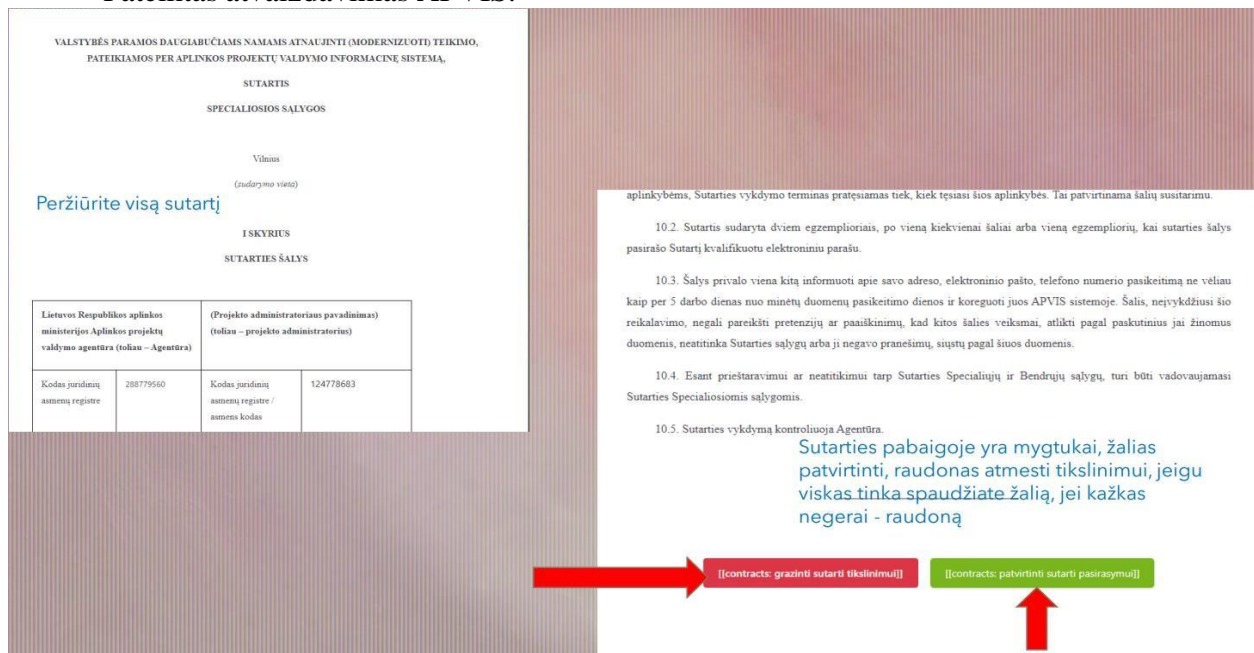 VALSTYBĖS PARAMOS DAUGIABUČIAMS NAMAMS ATNAUJINTI (MODERNIZUOTI) TEIKIMO,
PATEIKIAMOS PER APLINKOS PROJEKTŲ VALDYMO INFORMACINĘ SISTEMĄ,
SUTARTIS
SPECIALIOSIOS SĄLYGOS
Vilnius
(sudarymo vieta)
Peržiūrite visą sutartį
I SKYRIUS
SUTARTIES ŠALYS
Lietuvos Respublikos aplinkos
ministerijos Aplinkos projektų
valdymo agentūra (toliau – Agentūra)
(Projekto administratoriaus pavadinimas)
(toliau – projekto administratorius)
Kodas juridinių
asmenų registre
288779560
Kodas juridinių
asmenų registre /
asmens kodas
124778683
aplinkybėms, Sutarties vykdymo terminas pratęsiamas tiek, kiek tęsiasi šios aplinkybės. Tai patvirtinama šalių susitarimu.
10.2. Sutartis sudaryta dviem egzemplioriais, po vieną kiekvienai šaliai arba vieną egzempliorių, kai sutarties šalys
pasirašo Sutartį kvalifikuotu elektroniniu parašu.
10.3. Šalys privalo viena kitą informuoti apie savo adreso, elektroninio pašto, telefono numerio pasikeitimą ne vėliau
kaip per 5 darbo dienas nuo minėtų duomenų pasikeitimo dienos ir koreguoti juos APVIS sistemoje. Šalis, neįvykdžiusi šio
reikalavimo, negali pareikšti pretenzijų ar paaiškinimų, kad kitos šalies veiksmai, atlikti pagal paskutinius jai žinomus
duomenis, neatitinka Sutarties sąlygų arba ji negavo pranešimų, siųstų pagal šiuos duomenis.
10.4. Esant prieštaravimui ar neatitikimui tarp Sutarties Specialiųjų ir Bendrųjų sąlygų, turi būti vadovaujamasi
Sutarties Specialiosiomis sąlygomis.
10.5. Sutarties vykdymą kontroliuoja Agentūra.
Sutarties pabaigoje yra mygtukai, žalias
patvirtinti, raudonas atmesti tikslinimui, jeigu
viskas tinka spaudžiate žalią, jei kažkas
negerai - raudoną
[[contracts: grazinti sutarti tikslinimui]]
[[contracts: patvirtinti sutarti pasirasymui]]